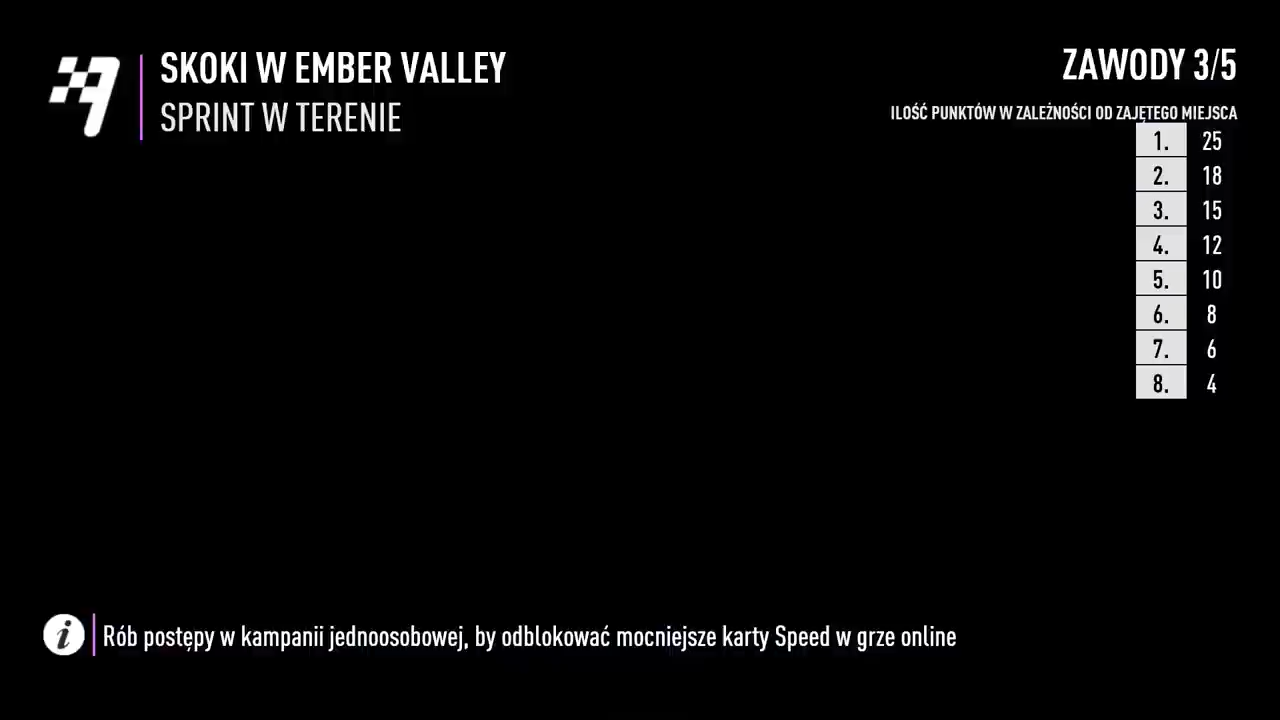 SKOKI W EMBER VALLEY
SPRINT W TERENIE
ZAWODY 3/5
ILOŚĆ PUNKTÓW W ZALEŻNOŚCI OD ZAJĘTEGO MIEJSCA
1. 25
2. 18
3. 15
4. 12
5. 10
6. 8
7. 6
8. 4
i Rób postępy w kampanii jednoosobowej, by odblokować mocniejsze karty Speed w grze online